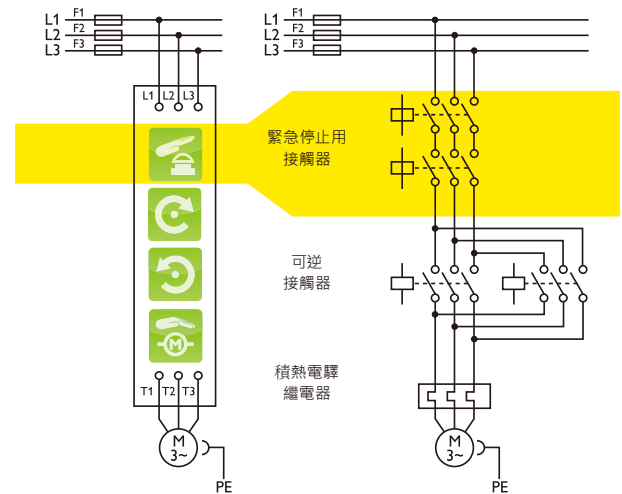 L1 F1
L2 F2
L3 F3
L1 F1
L2 F2
L3 F3
L1 L2 L3
緊急停止用
接觸器
可逆
接觸器
M
積熱電驛
繼電器
T1 T2 T3
M
3~
PE
M
3~
PE